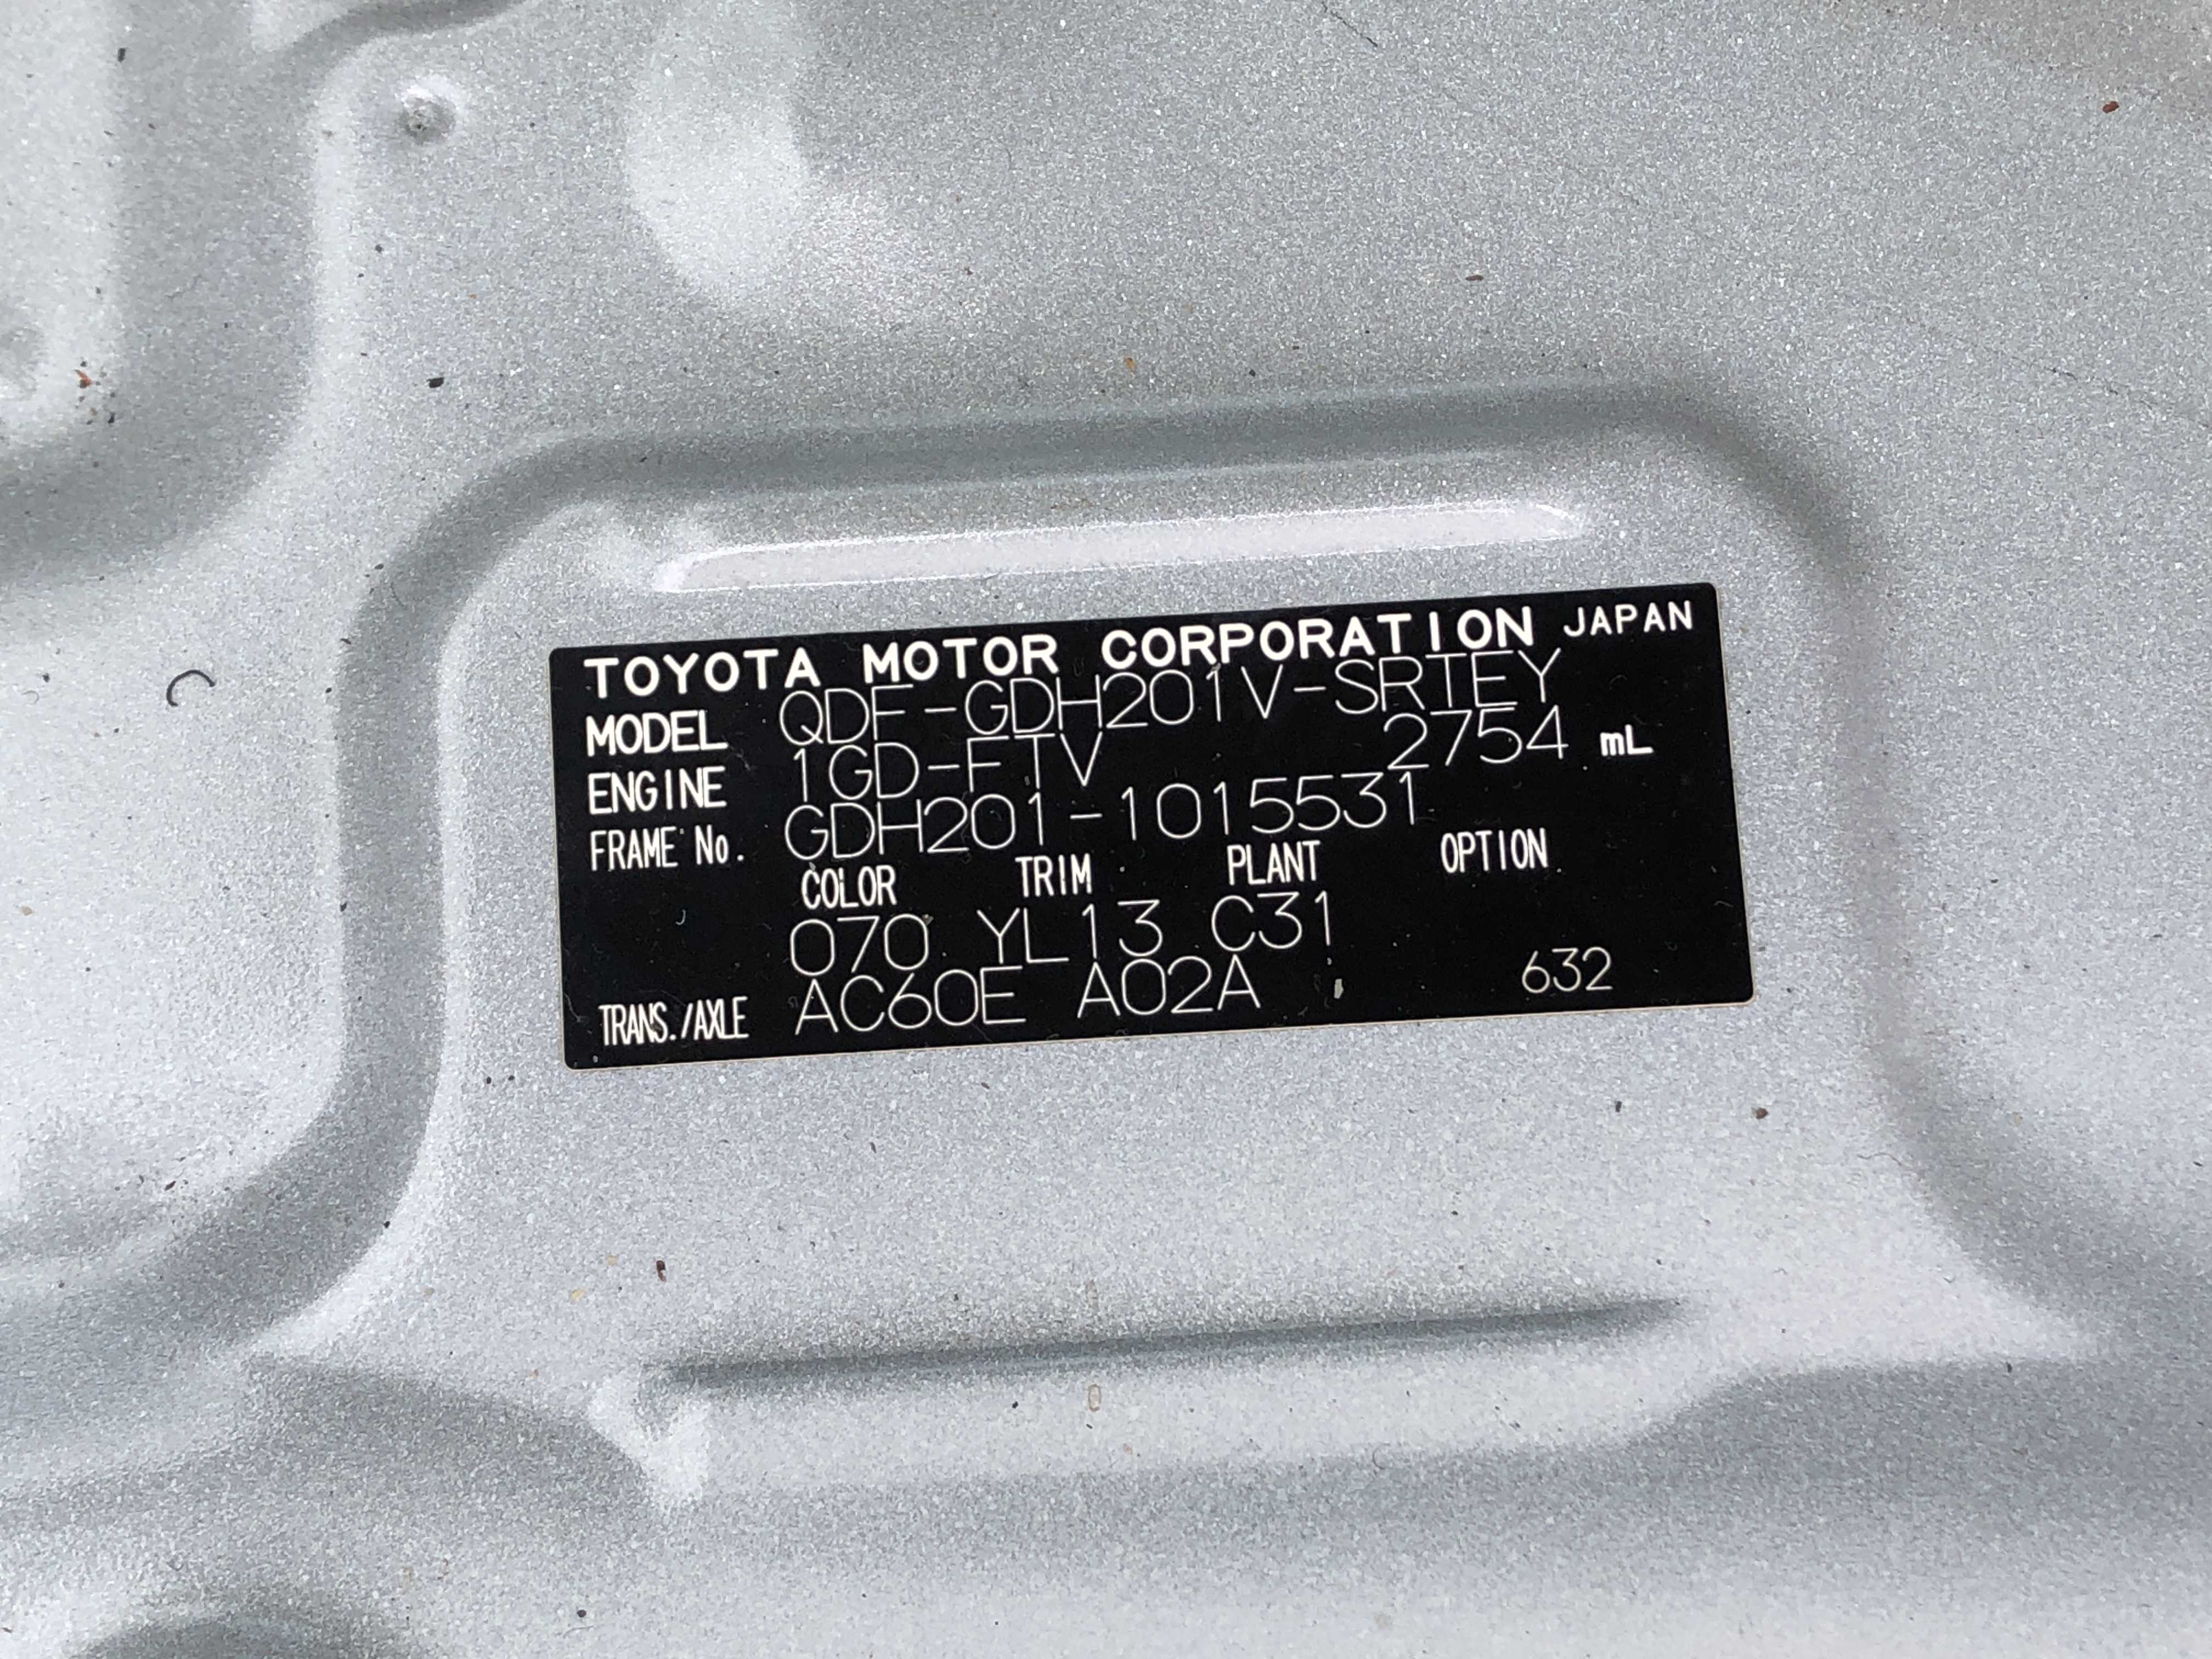 TOYOTA MOTOR CORPORATION JAPAN
MODEL QDF-GDH201V-SRTEY
ENGINE 1GD-FTV 2754 mL
FRAME No. GDH201-1015531
COLOR TRIM PLANT OPTION
070 YL13 C31
TRANS./AXLE AC60E A02A 632